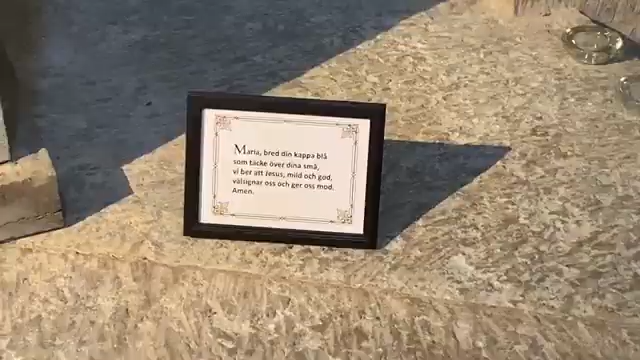 Maria, bred din kappa blå
som täcke över dina små,
vi ber att Jesus, mild och god,
välsignar oss och ger oss mod.
Amen.